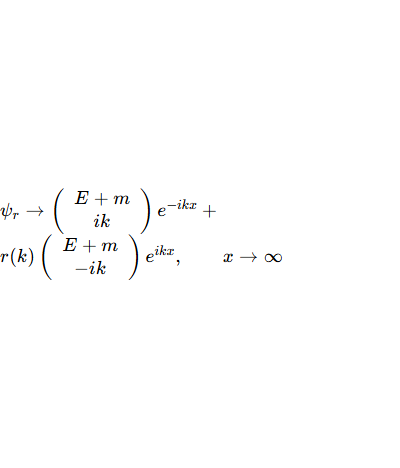 ψ_r → ( E + m
ik ) e^{-ikx} +
r(k) ( E + m
-ik ) e^{ikx}, x → ∞